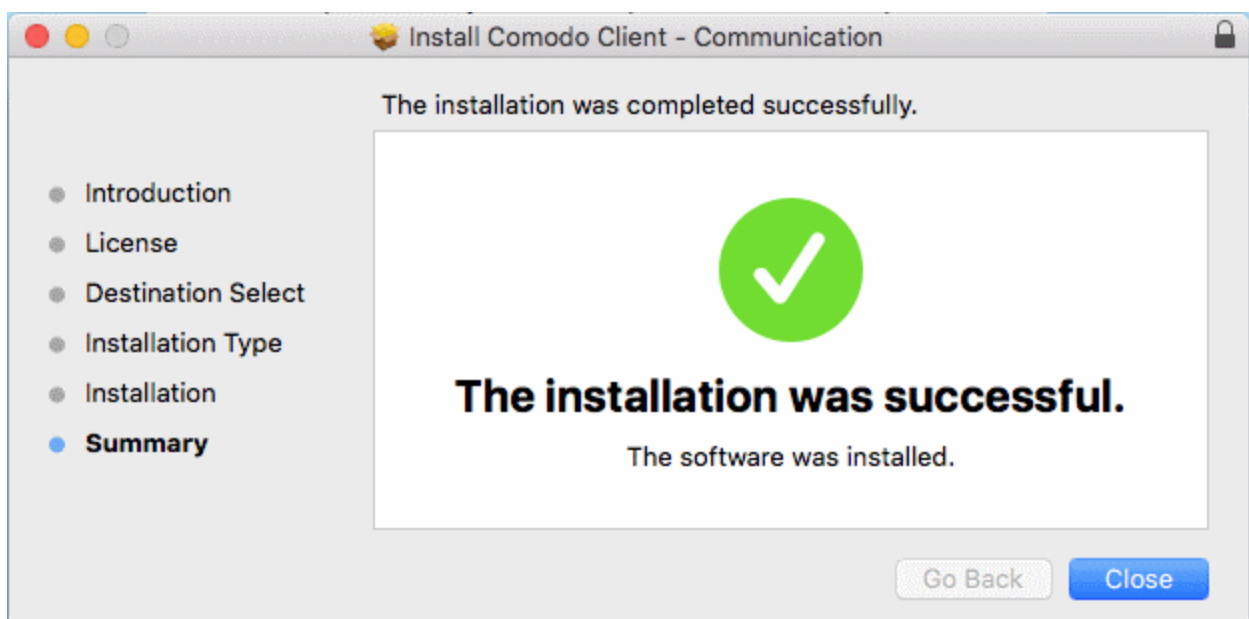 Install Comodo Client - Communication
The installation was completed successfully.
Introduction
License
Destination Select
Installation Type
Installation
Summary
The installation was successful.
The software was installed.
Go Back
Close